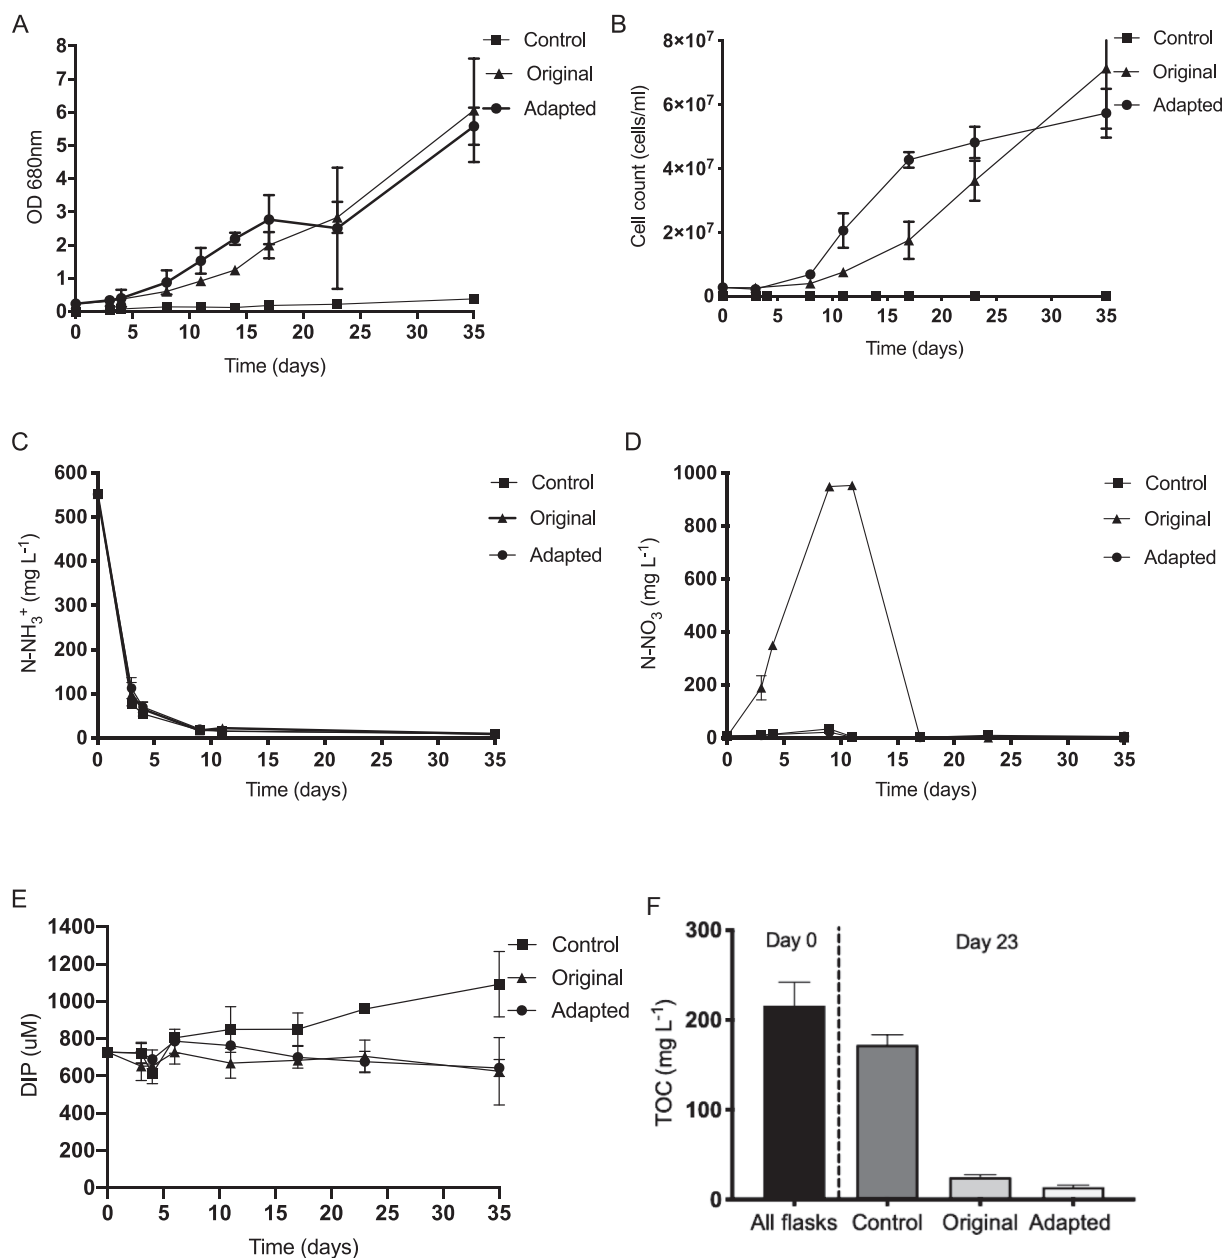 A
Control
Original
Adapted
8
7
6
5
4
3
2
1
0
OD 680nm
0 5 10 15 20 25 30 35
Time (days)
B
Control
Original
Adapted
8×10⁷
6×10⁷
4×10⁷
2×10⁷
0
Cell count (cells/ml)
0 5 10 15 20 25 30 35
Time (days)
C
Control
Original
Adapted
600
500
400
300
200
100
0
N-NH₃⁺ (mg L⁻¹)
0 5 10 15 20 25 30 35
Time (days)
D
Control
Original
Adapted
1000
800
600
400
200
0
N-NO₃ (mg L⁻¹)
0 5 10 15 20 25 30 35
Time (days)
E
Control
Original
Adapted
1400
1200
1000
800
600
400
200
0
DIP (uM)
0 5 10 15 20 25 30 35
Time (days)
F
Day 0 Day 23
300
200
100
0
TOC (mg L⁻¹)
All flasks Control Original Adapted